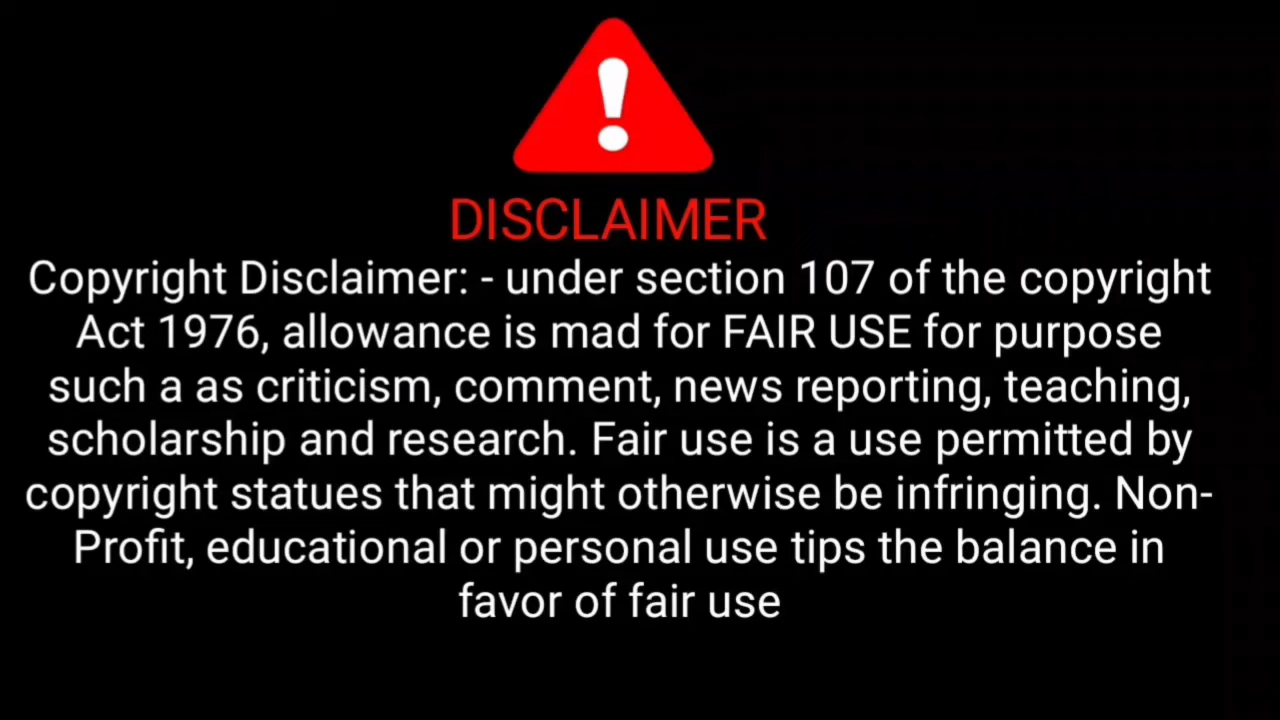 DISCLAIMER
Copyright Disclaimer: - under section 107 of the copyright
Act 1976, allowance is mad for FAIR USE for purpose
such a as criticism, comment, news reporting, teaching,
scholarship and research. Fair use is a use permitted by
copyright statues that might otherwise be infringing. Non-
Profit, educational or personal use tips the balance in
favor of fair use